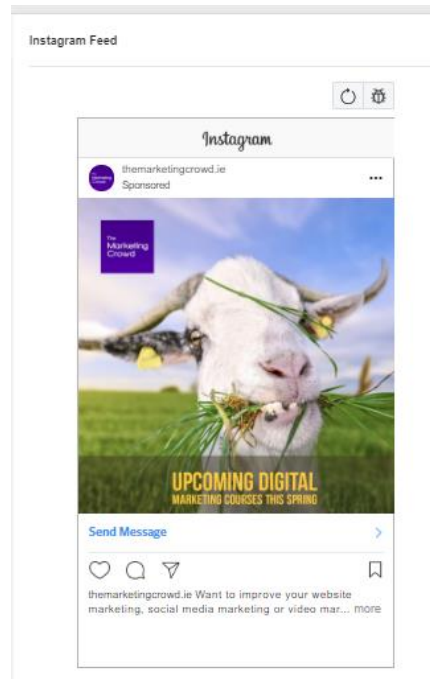 Instagram Feed
Instagram
themarketingcrowd.ie
Sponsored
The
Marketing
Crowd
UPCOMING DIGITAL
MARKETING COURSES THIS SPRING
Send Message
themarketingcrowd.ie Want to improve your website
marketing, social media marketing or video mar... more